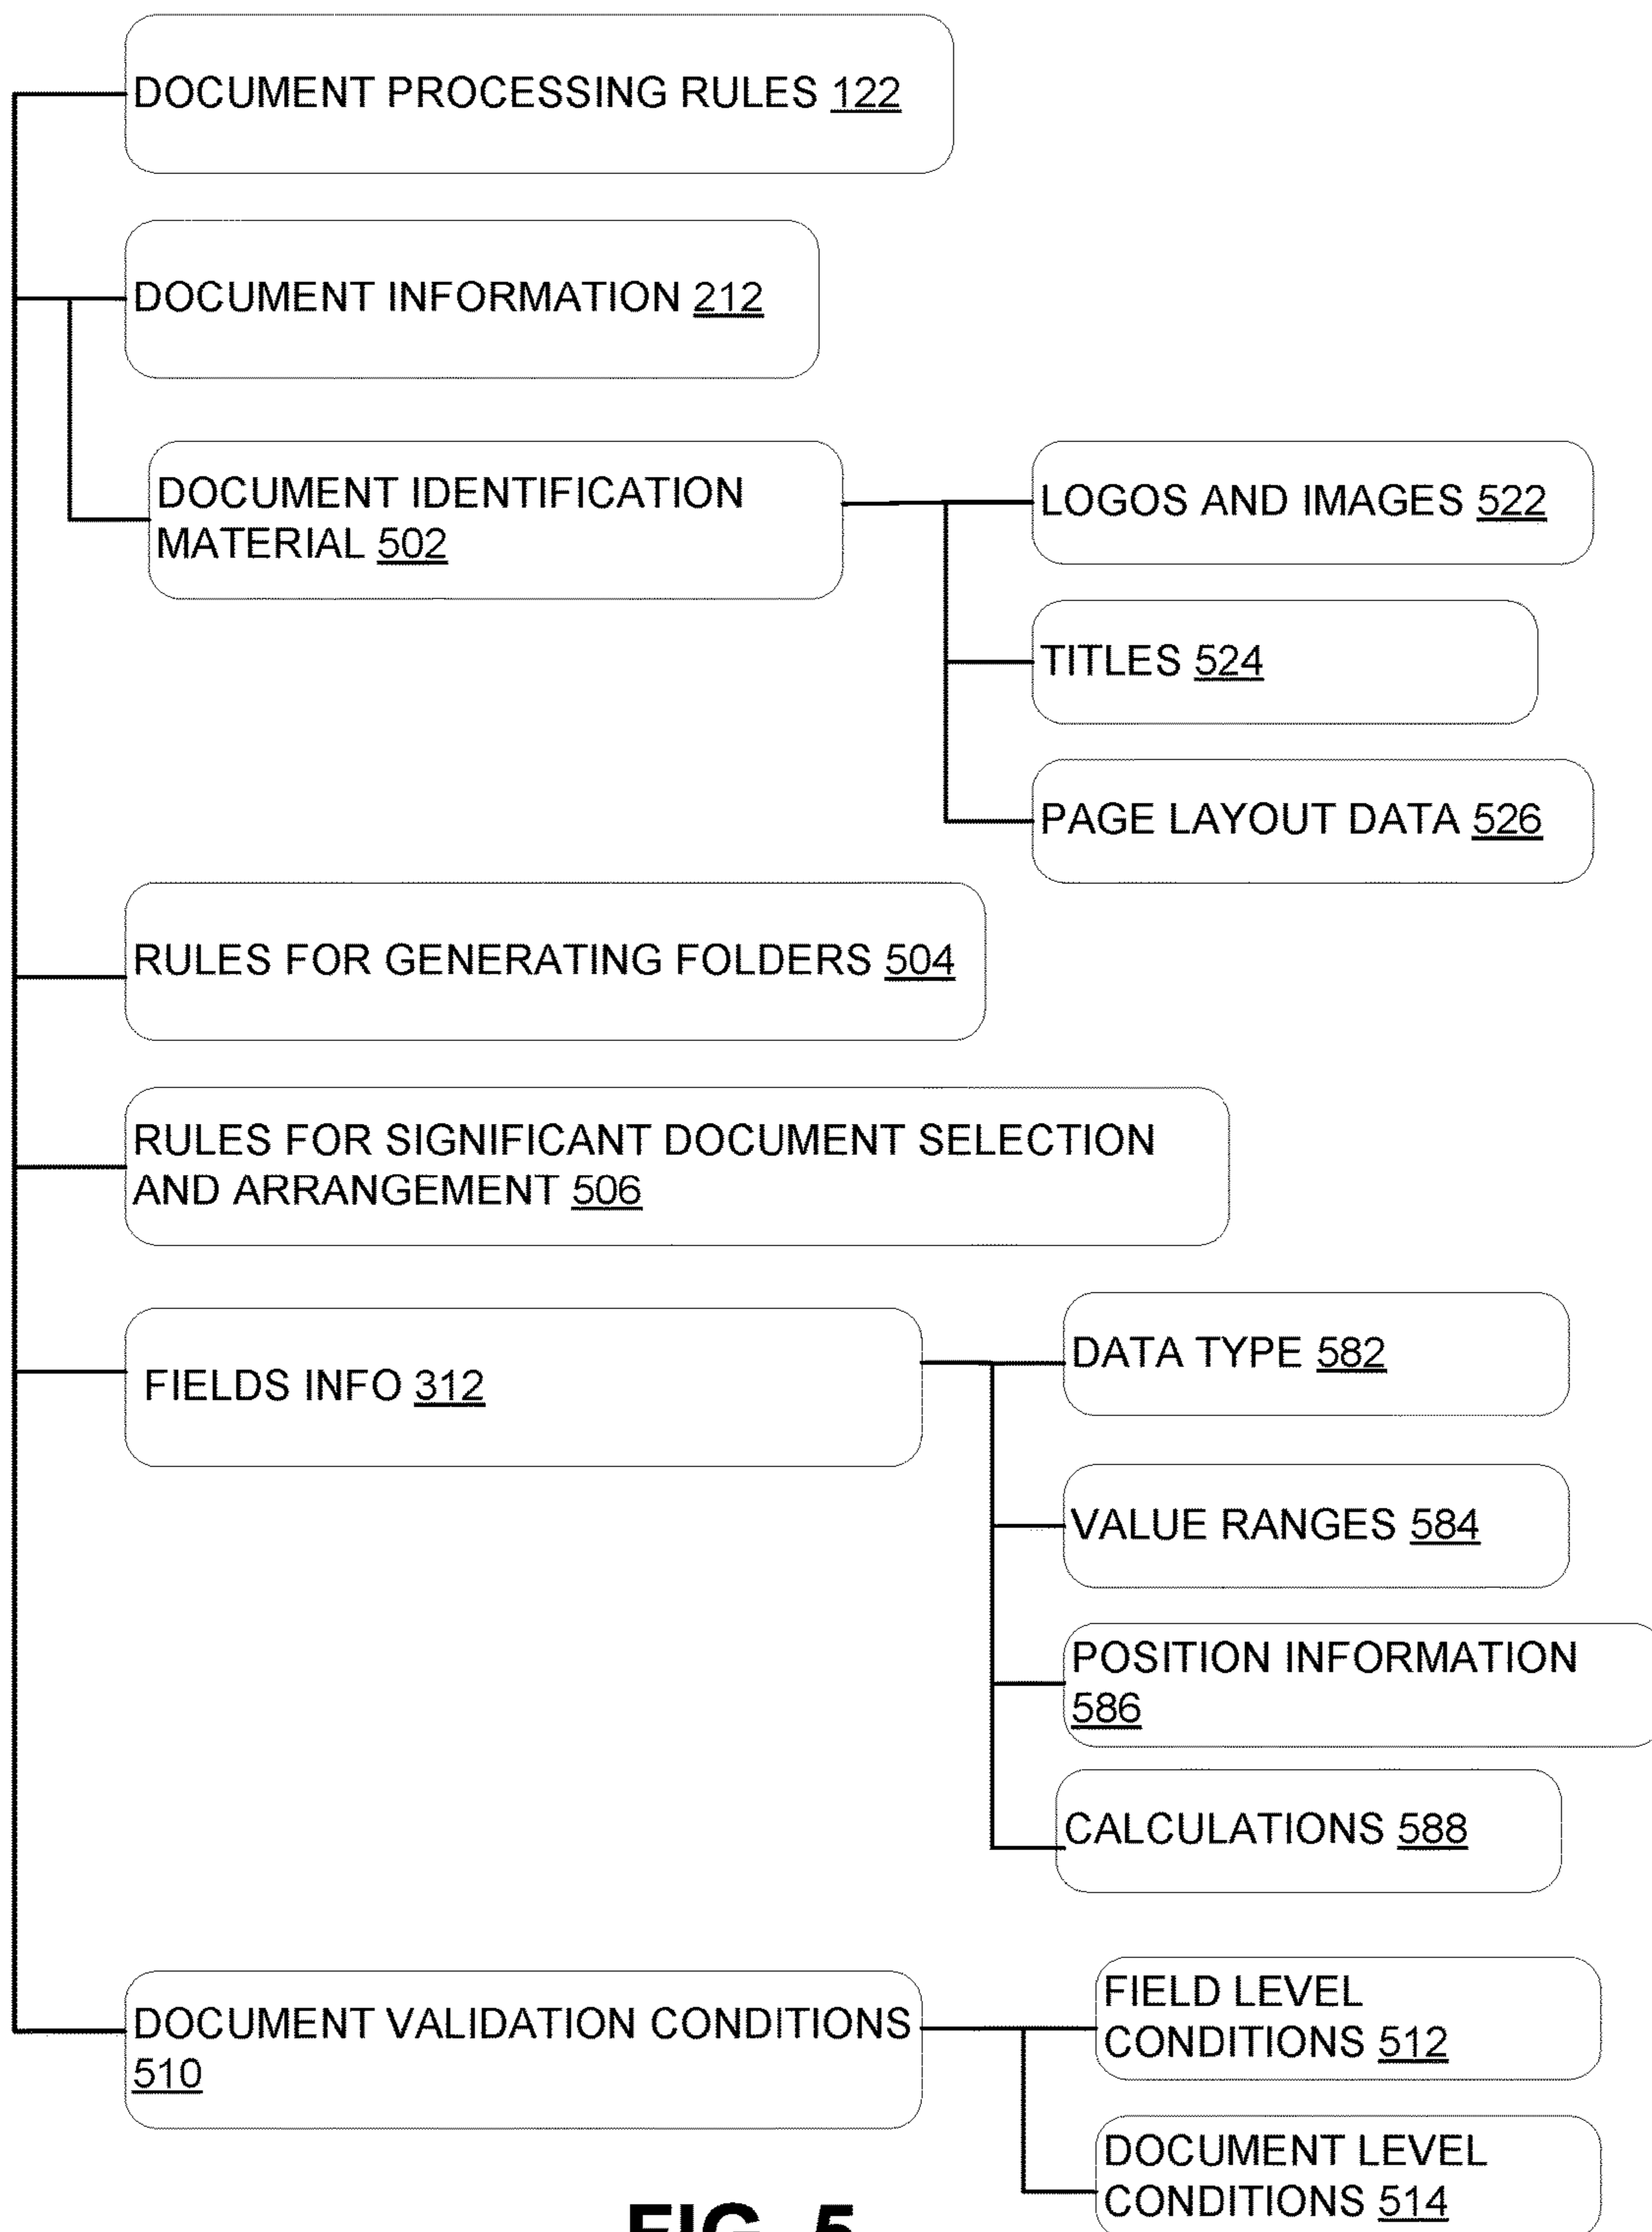 DOCUMENT PROCESSING RULES 122
DOCUMENT INFORMATION 212
DOCUMENT IDENTIFICATION
MATERIAL 502
LOGOS AND IMAGES 522
TITLES 524
PAGE LAYOUT DATA 526
RULES FOR GENERATING FOLDERS 504
RULES FOR SIGNIFICANT DOCUMENT SELECTION
AND ARRANGEMENT 506
FIELDS INFO 312
DATA TYPE 582
VALUE RANGES 584
POSITION INFORMATION
586
CALCULATIONS 588
DOCUMENT VALIDATION CONDITIONS
510
FIELD LEVEL
CONDITIONS 512
DOCUMENT LEVEL
CONDITIONS 514
FIG. 5